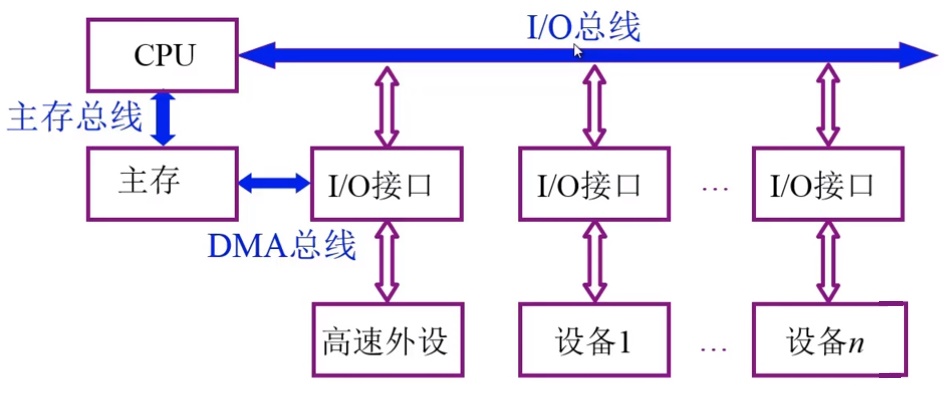 I/O总线
CPU
主存总线
主存
I/O接口
I/O接口
…
I/O接口
DMA总线
高速外设
设备1
…
设备n